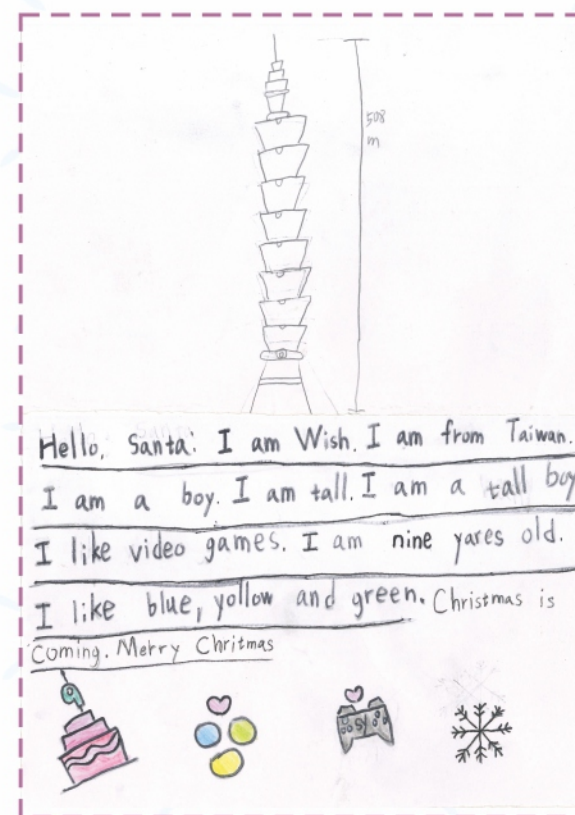 508
m
Hello, Santa: I am Wish. I am from Taiwan.
I am a boy. I am tall. I am a tall boy
I like video games. I am nine yares old.
I like blue, yollow and green. Christmas is
Coming. Merry Chritmas
9